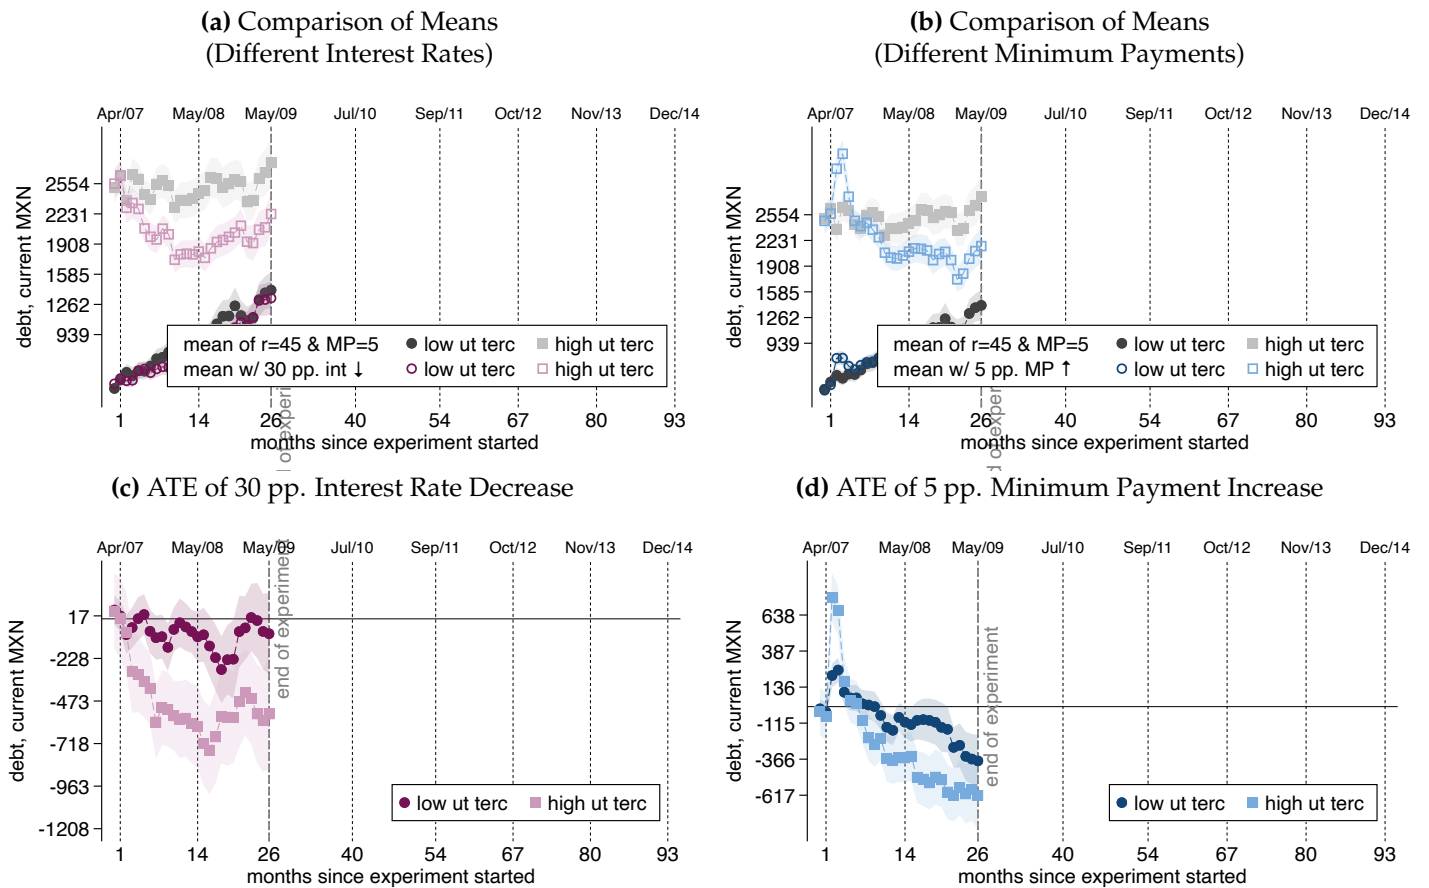 (a) Comparison of Means
(Different Interest Rates)
Apr/07 May/08 May/09 Jul/10 Sep/11 Oct/12 Nov/13 Dec/14
debt, current MXN
2554
2231
1908
1585
1262
939
mean of r=45 & MP=5 low ut terc high ut terc
mean w/ 30 pp. int ↓ low ut terc high ut terc
of experiment
1 14 26 40 54 67 80 93
months since experiment started
(b) Comparison of Means
(Different Minimum Payments)
Apr/07 May/08 May/09 Jul/10 Sep/11 Oct/12 Nov/13 Dec/14
debt, current MXN
2554
2231
1908
1585
1262
939
mean of r=45 & MP=5 low ut terc high ut terc
mean w/ 5 pp. MP ↑ low ut terc high ut terc
d of experiment
1 14 26 40 54 67 80 93
months since experiment started
(c) ATE of 30 pp. Interest Rate Decrease
Apr/07 May/08 May/09 Jul/10 Sep/11 Oct/12 Nov/13 Dec/14
debt, current MXN
17
-228
-473
-718
-963
-1208
end of experiment
low ut terc high ut terc
1 14 26 40 54 67 80 93
months since experiment started
(d) ATE of 5 pp. Minimum Payment Increase
Apr/07 May/08 May/09 Jul/10 Sep/11 Oct/12 Nov/13 Dec/14
debt, current MXN
638
387
136
-115
-366
-617
end of experiment
low ut terc high ut terc
1 14 26 40 54 67 80 93
months since experiment started